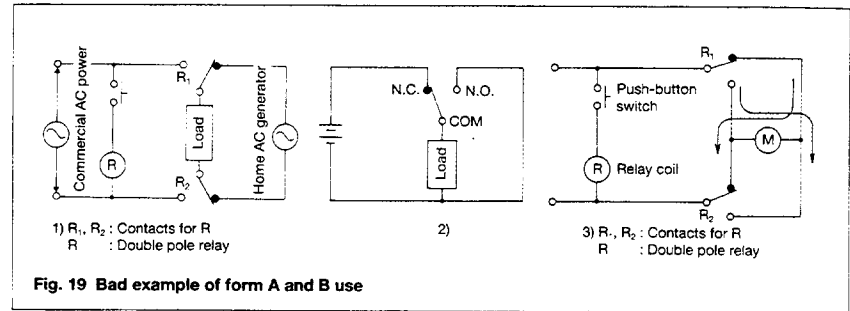 Commercial AC power
R
R₁
Load
R₂
Home AC generator
1) R₁, R₂ : Contacts for R
R : Double pole relay
N.C.
N.O.
COM
Load
2)
R₁
Push-button
switch
M
R
Relay coil
R₂
3) R., R₂ : Contacts for R
R : Double pole relay
Fig. 19 Bad example of form A and B use